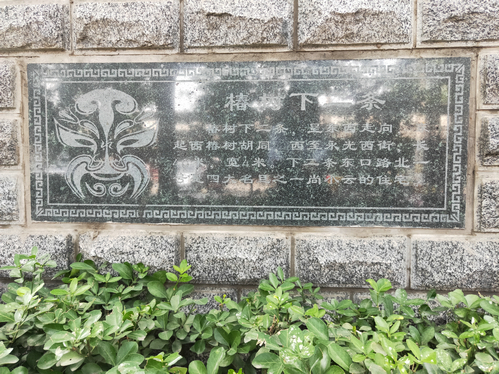 椿树下二条
椿树下二条，呈东西走向，
起西椿树胡同，西至永光西街，长
米，宽4米。下二条东口路北一
四大名旦之一尚小云的住宅